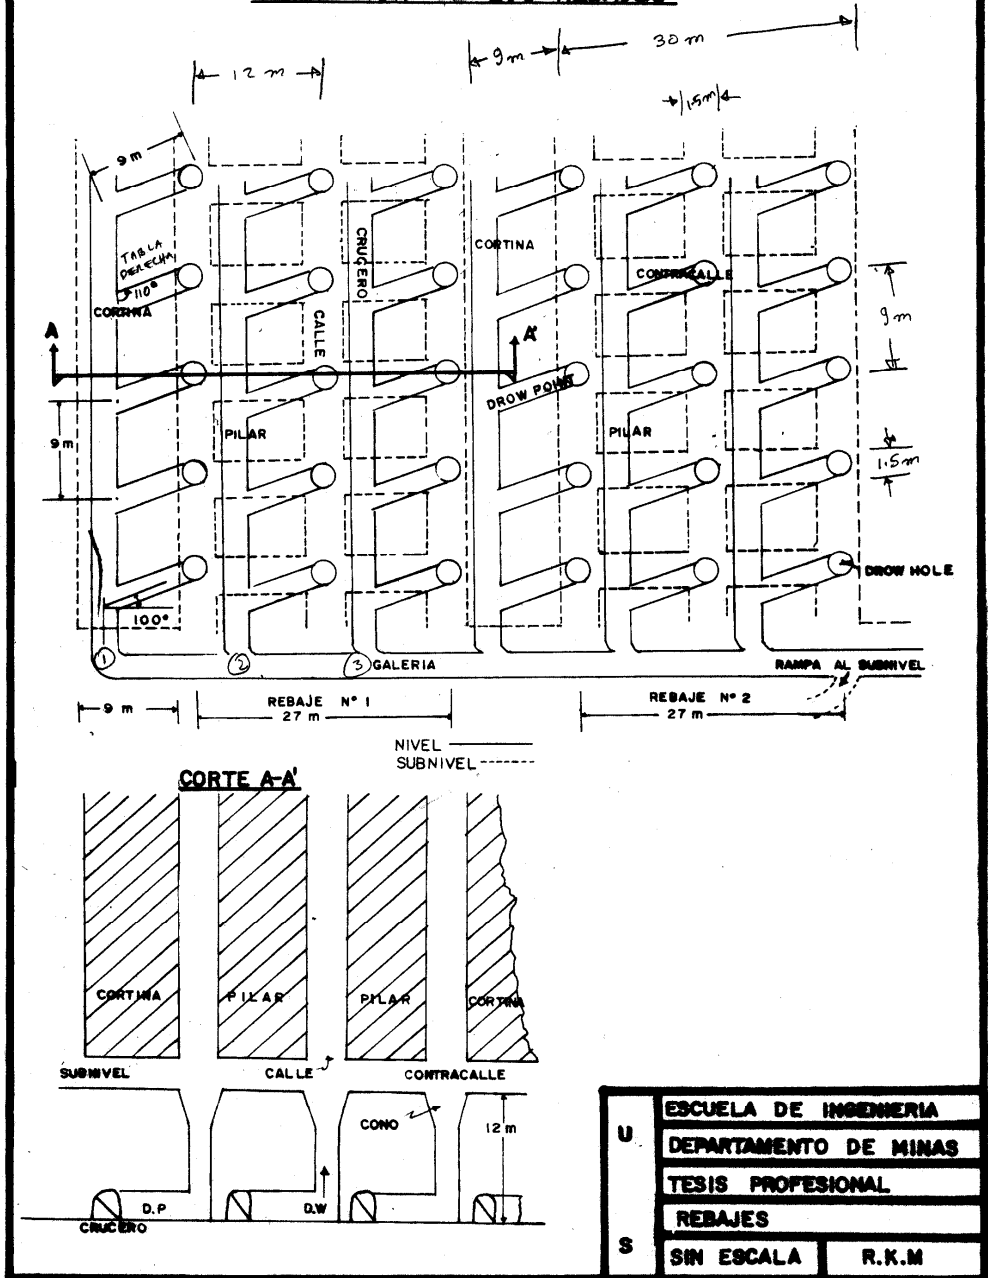 30 m
9 m
12 m
1.5m
9 m
TABLA
DERECHA
110°
CORTINA
CRUCERO
CORTINA
CONTRACALLE
9 m
A
A'
CALLE
DROW POINT
9 m
PILAR
PILAR
1.5 m
DROW HOLE
100°
1
2
3
GALERIA
RAMPA AL SUBNIVEL
9 m
REBAJE N° 1
27 m
REBAJE N° 2
27 m
NIVEL
SUBNIVEL
CORTE A-A'
CORTINA
PILAR
PILAR
CORTINA
SUBNIVEL
CALLE
CONTRACALLE
CONO
12 m
D.P
D.W
CRUCERO
U
S
ESCUELA DE INGENIERIA
DEPARTAMENTO DE MINAS
TESIS PROFESIONAL
REBAJES
SIN ESCALA
R.K.M